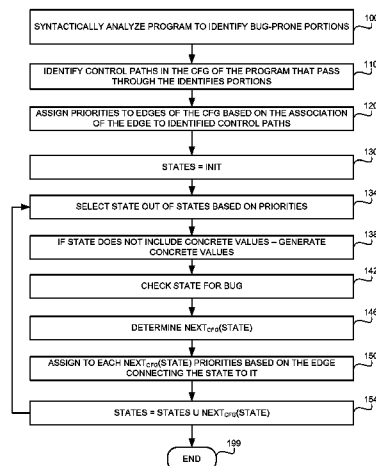 SYNTACTICALLY ANALYZE PROGRAM TO IDENTIFY BUG-PRONE PORTIONS
100
IDENTIFY CONTROL PATHS IN THE CFG OF THE PROGRAM THAT PASS
THROUGH THE IDENTIFIES PORTIONS
110
ASSIGN PRIORITIES TO EDGES OF THE CFG BASED ON THE ASSOCIATION
OF THE EDGE TO IDENTIFIED CONTROL PATHS
120
STATES = INIT
130
SELECT STATE OUT OF STATES BASED ON PRIORITIES
134
IF STATE DOES NOT INCLUDE CONCRETE VALUES – GENERATE
CONCRETE VALUES
138
CHECK STATE FOR BUG
142
DETERMINE NEXTCFG(STATE)
146
ASSIGN TO EACH NEXTCFG(STATE) PRIORITIES BASED ON THE EDGE
CONNECTING THE STATE TO IT
150
STATES = STATES U NEXTCFG(STATE)
154
END
199